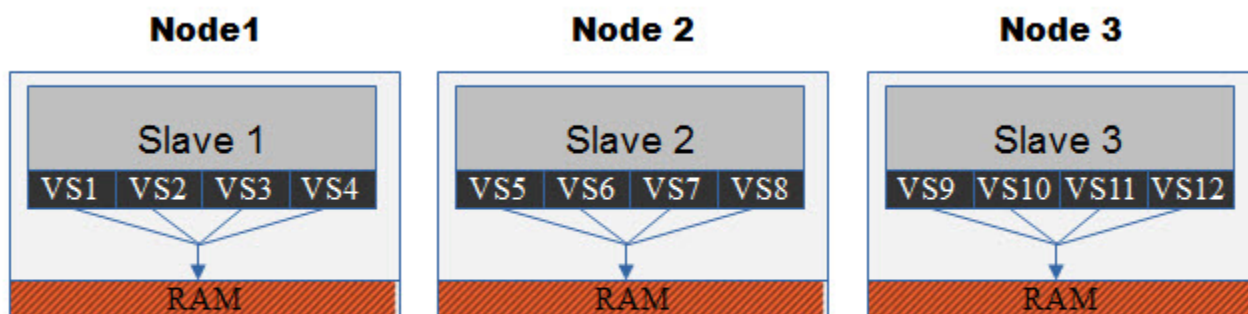 Node1 Node 2 Node 3
Slave 1 Slave 2 Slave 3
VS1 VS2 VS3 VS4 VS5 VS6 VS7 VS8 VS9 VS10 VS11 VS12
RAM RAM RAM